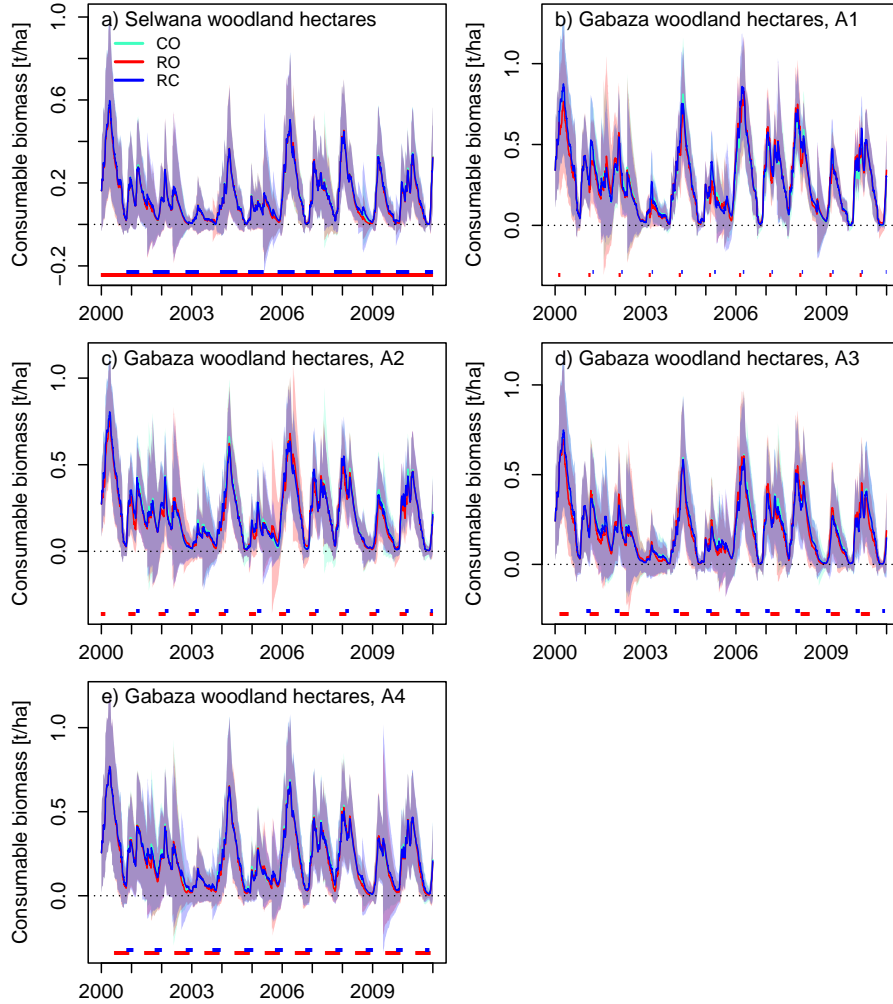 a) Selwana woodland hectares
CO
RO
RC
Consumable biomass [t/ha]
1.0
0.6
0.2
−0.2
2000 2003 2006 2009
b) Gabaza woodland hectares, A1
Consumable biomass [t/ha]
1.0
0.5
0.0
2000 2003 2006 2009
c) Gabaza woodland hectares, A2
Consumable biomass [t/ha]
1.0
0.5
0.0
2000 2003 2006 2009
d) Gabaza woodland hectares, A3
Consumable biomass [t/ha]
1.0
0.5
0.0
2000 2003 2006 2009
e) Gabaza woodland hectares, A4
Consumable biomass [t/ha]
1.0
0.5
0.0
2000 2003 2006 2009